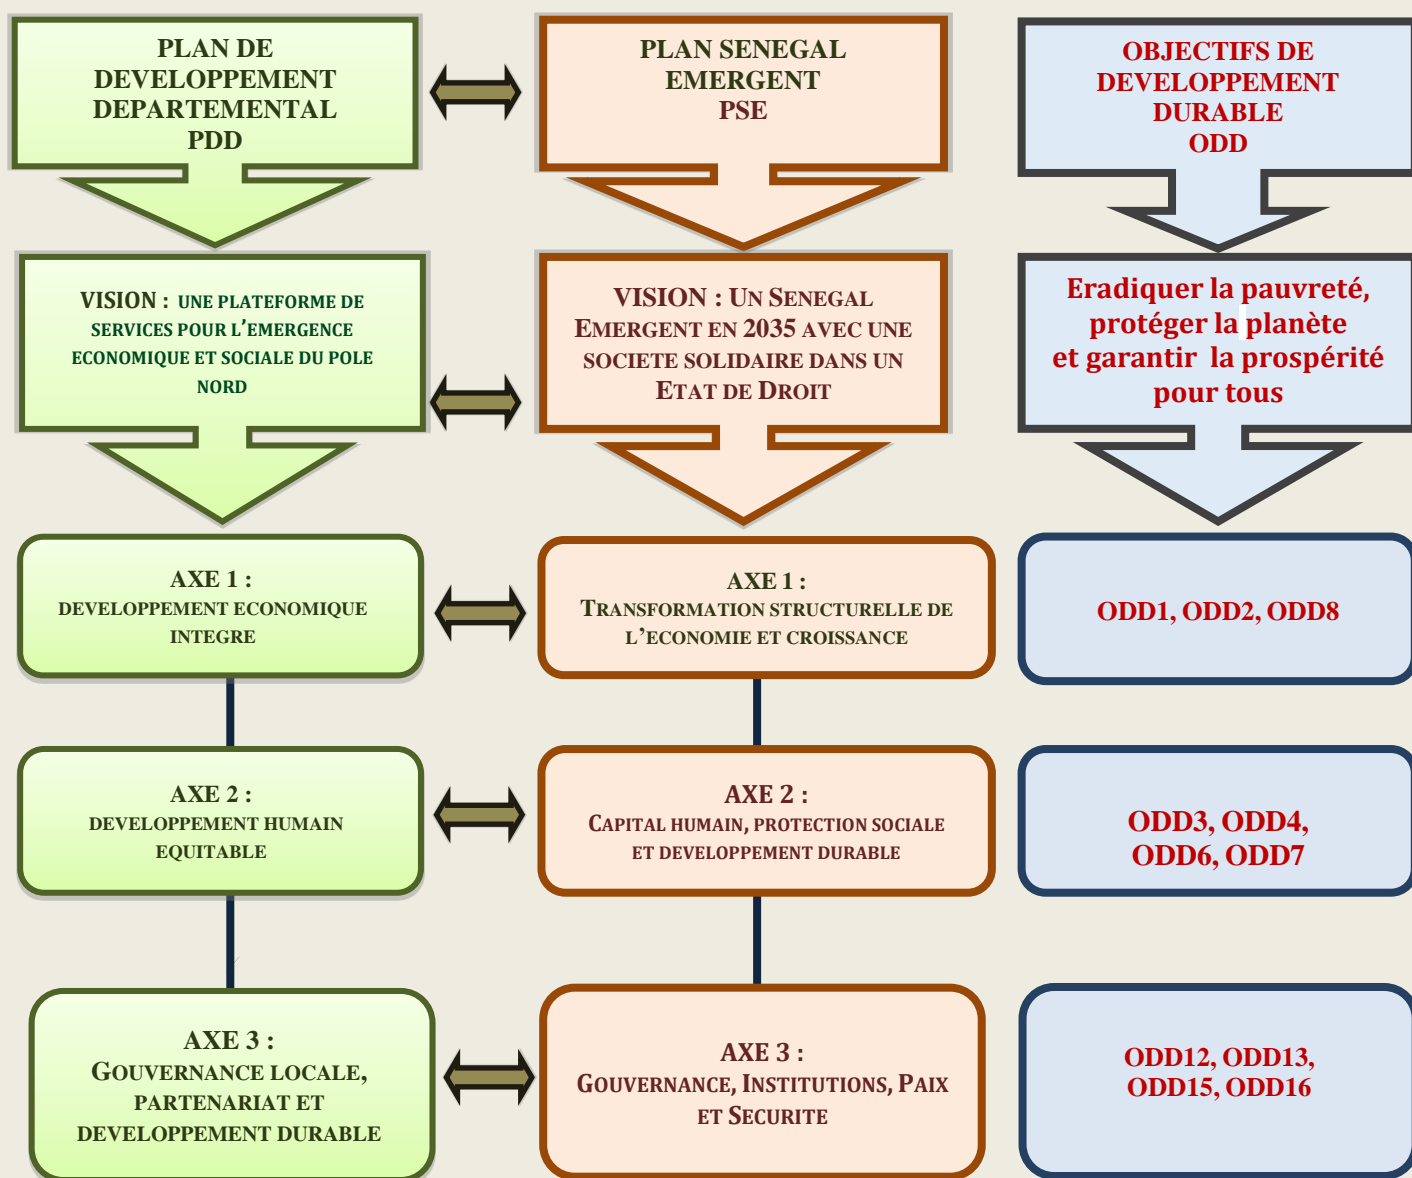 PLAN DE
DEVELOPPEMENT
DEPARTEMENTAL
PDD
PLAN SENEGAL
EMERGENT
PSE
OBJECTIFS DE
DEVELOPPEMENT
DURABLE
ODD
VISION : UNE PLATEFORME DE
SERVICES POUR L'EMERGENCE
ECONOMIQUE ET SOCIALE DU POLE
NORD
VISION : UN SENEGAL
EMERGENT EN 2035 AVEC UNE
SOCIETE SOLIDAIRE DANS UN
ETAT DE DROIT
Eradiquer la pauvreté,
protéger la planète
et garantir la prospérité
pour tous
AXE 1 :
DEVELOPPEMENT ECONOMIQUE
INTEGRE
AXE 1 :
TRANSFORMATION STRUCTURELLE DE
L'ECONOMIE ET CROISSANCE
ODD1, ODD2, ODD8
AXE 2 :
DEVELOPPEMENT HUMAIN
EQUITABLE
AXE 2 :
CAPITAL HUMAIN, PROTECTION SOCIALE
ET DEVELOPPEMENT DURABLE
ODD3, ODD4,
ODD6, ODD7
AXE 3 :
GOUVERNANCE LOCALE,
PARTENARIAT ET
DEVELOPPEMENT DURABLE
AXE 3 :
GOUVERNANCE, INSTITUTIONS, PAIX
ET SECURITE
ODD12, ODD13,
ODD15, ODD16